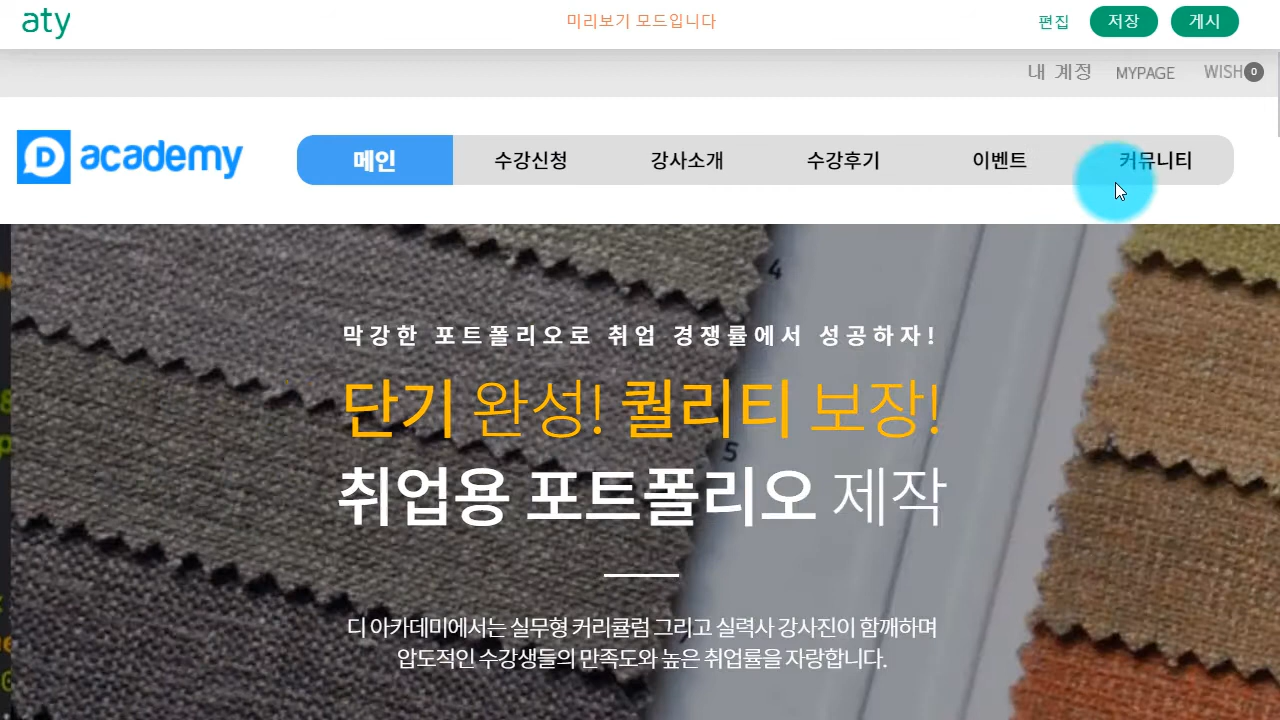 aty
미리보기 모드입니다
편집
저장
게시
내 계정
MYPAGE
WISH 0
D academy
메인
수강신청
강사소개
수강후기
이벤트
커뮤니티
4
막강한 포트폴리오로 취업 경쟁률에서 성공하자!
단기 완성! 퀄리티 보장!
5
취업용 포트폴리오 제작
디 아카데미에서는 실무형 커리큘럼 그리고 실력사 강사진이 함께하며
압도적인 수강생들의 만족도와 높은 취업률을 자랑합니다.